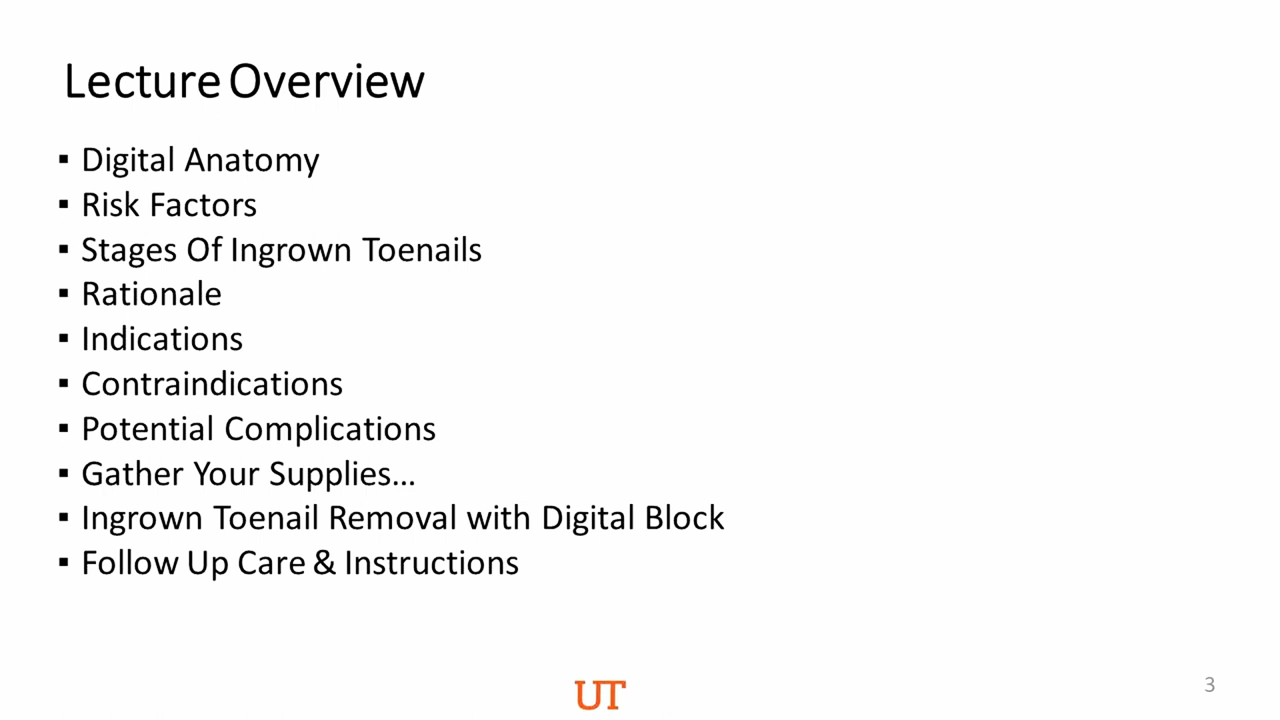 Lecture Overview
▪ Digital Anatomy
▪ Risk Factors
▪ Stages Of Ingrown Toenails
▪ Rationale
▪ Indications
▪ Contraindications
▪ Potential Complications
▪ Gather Your Supplies...
▪ Ingrown Toenail Removal with Digital Block
▪ Follow Up Care & Instructions
UT
3